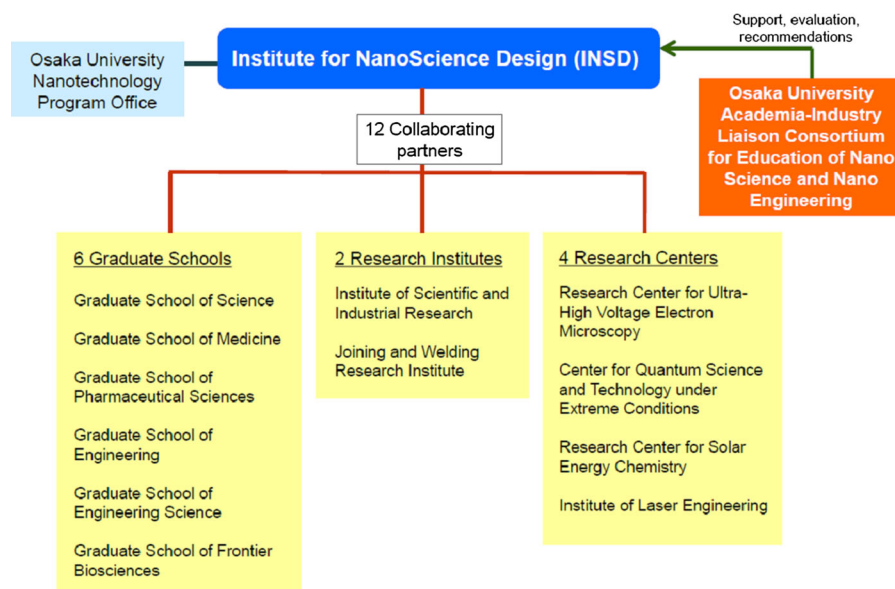 Support, evaluation,
recommendations
Institute for NanoScience Design (INSD)
Osaka University
Nanotechnology
Program Office
Osaka University
Academia-Industry
Liaison Consortium
for Education of Nano
Science and Nano
Engineering
12 Collaborating
partners
6 Graduate Schools
Graduate School of Science
Graduate School of Medicine
Graduate School of
Pharmaceutical Sciences
Graduate School of
Engineering
Graduate School of
Engineering Science
Graduate School of Frontier
Biosciences
2 Research Institutes
Institute of Scientific and
Industrial Research
Joining and Welding
Research Institute
4 Research Centers
Research Center for Ultra-
High Voltage Electron
Microscopy
Center for Quantum Science
and Technology under
Extreme Conditions
Research Center for Solar
Energy Chemistry
Institute of Laser Engineering